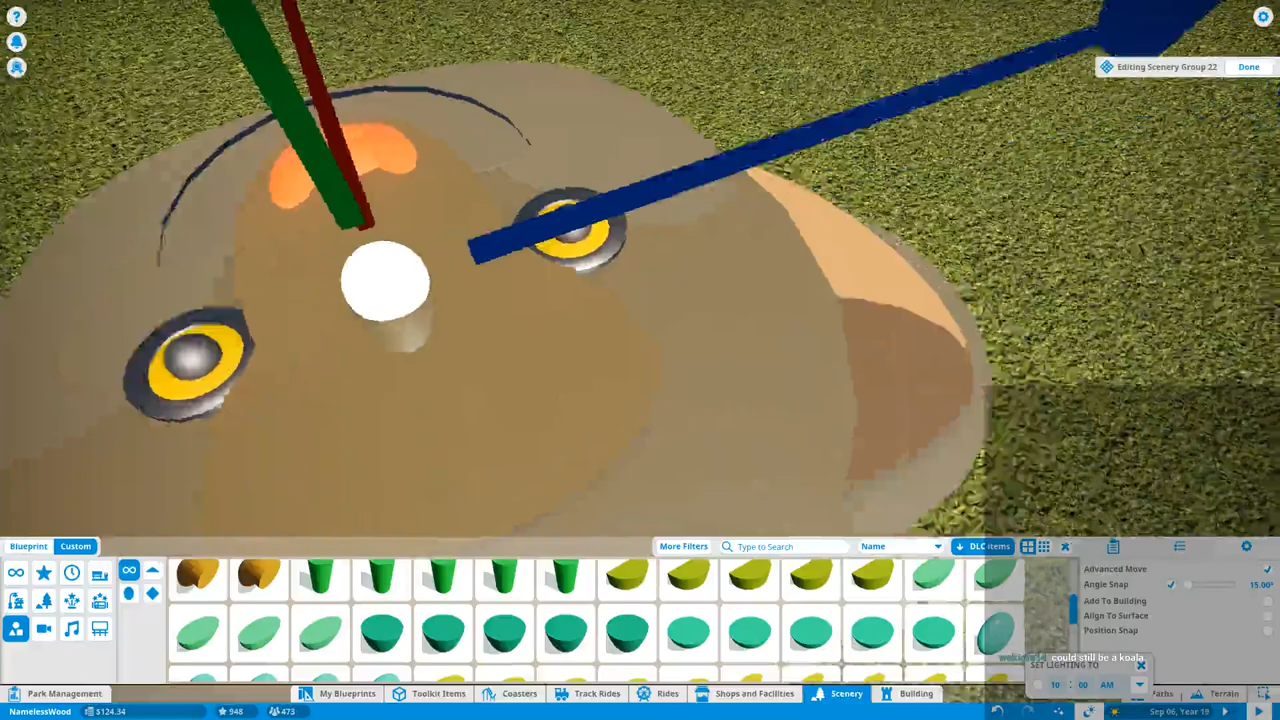 ?
Editing Scenery Group 22 Done
Blueprint Custom More Filters Type to Search Name DLC Items
Advanced Move
Angle Snap 15.00°
Add To Building
Align To Surface
Position Snap
could still be a koala
SET LIGHTING TO
10 : 00 AM
Park Management My Blueprints Toolkit Items Coasters Track Rides Rides Shops and Facilities Scenery Building Paths Terrain
NamelessWood $124.34 948 473 Sep 06, Year 19